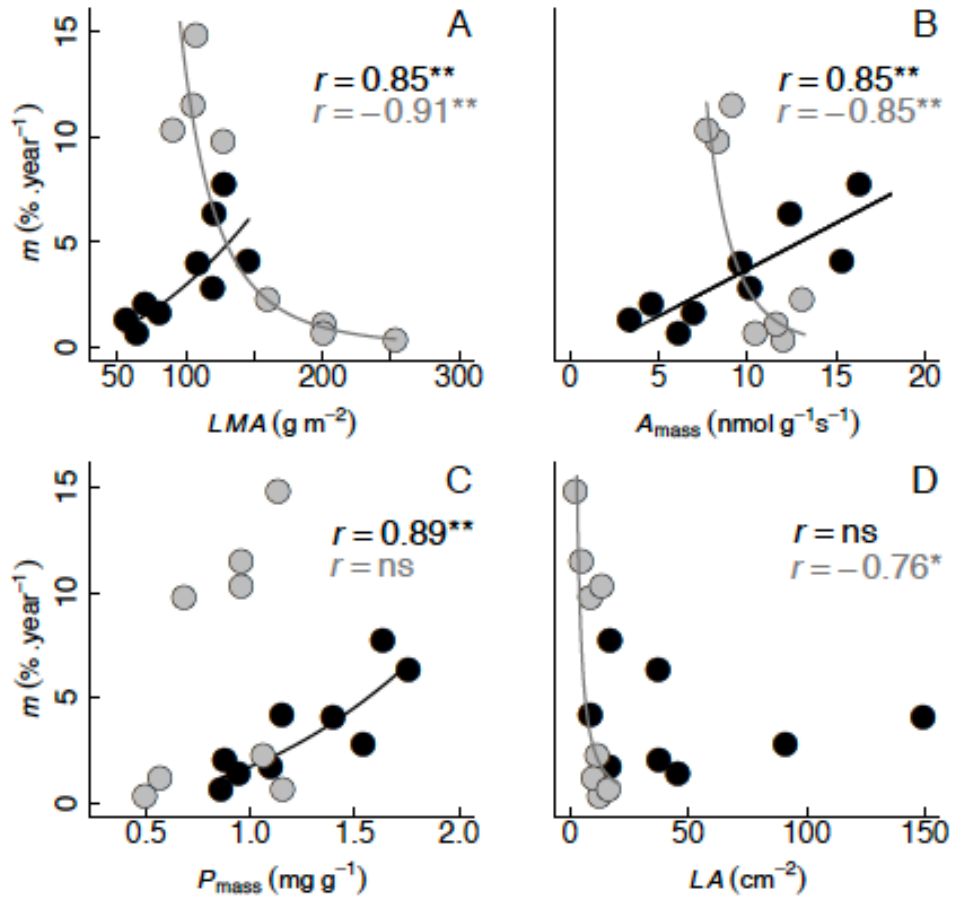 A
r = 0.85**
r = −0.91**
15
10
5
0
m (% .year⁻¹)
50 100 200 300
LMA (g m⁻²)
B
r = 0.85**
r = −0.85**
0 5 10 15 20
A mass (nmol g⁻¹s⁻¹)
C
r = 0.89**
r = ns
15
10
5
0
m (% .year⁻¹)
0.5 1.0 1.5 2.0
P mass (mg g⁻¹)
D
r = ns
r = −0.76*
0 50 100 150
LA (cm⁻²)